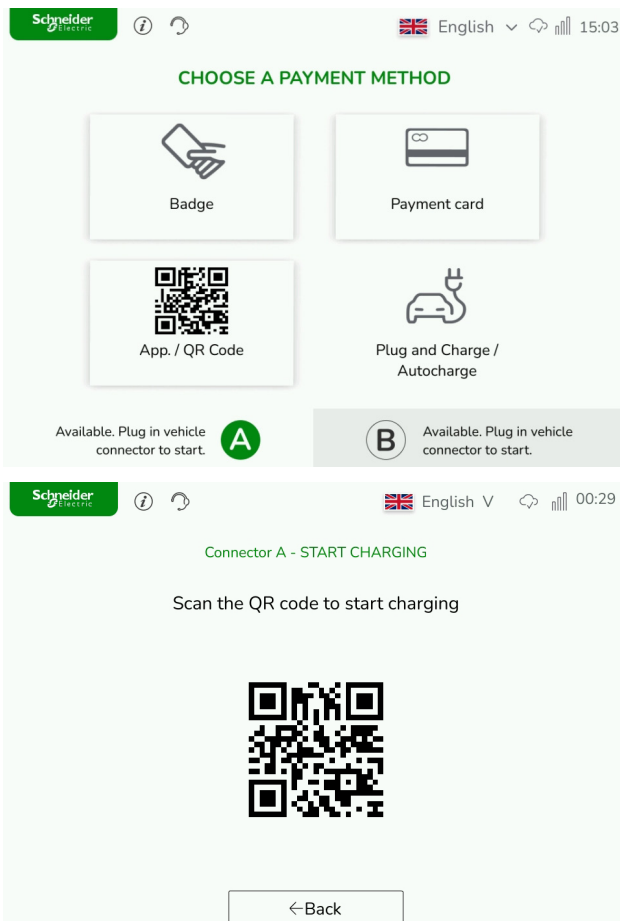 Schneider
Electric
English
15:03
CHOOSE A PAYMENT METHOD
Badge
Payment card
App. / QR Code
Plug and Charge /
Autocharge
Available. Plug in vehicle
connector to start.
A
B
Available. Plug in vehicle
connector to start.
Schneider
Electric
English V
00:29
Connector A - START CHARGING
Scan the QR code to start charging
←Back